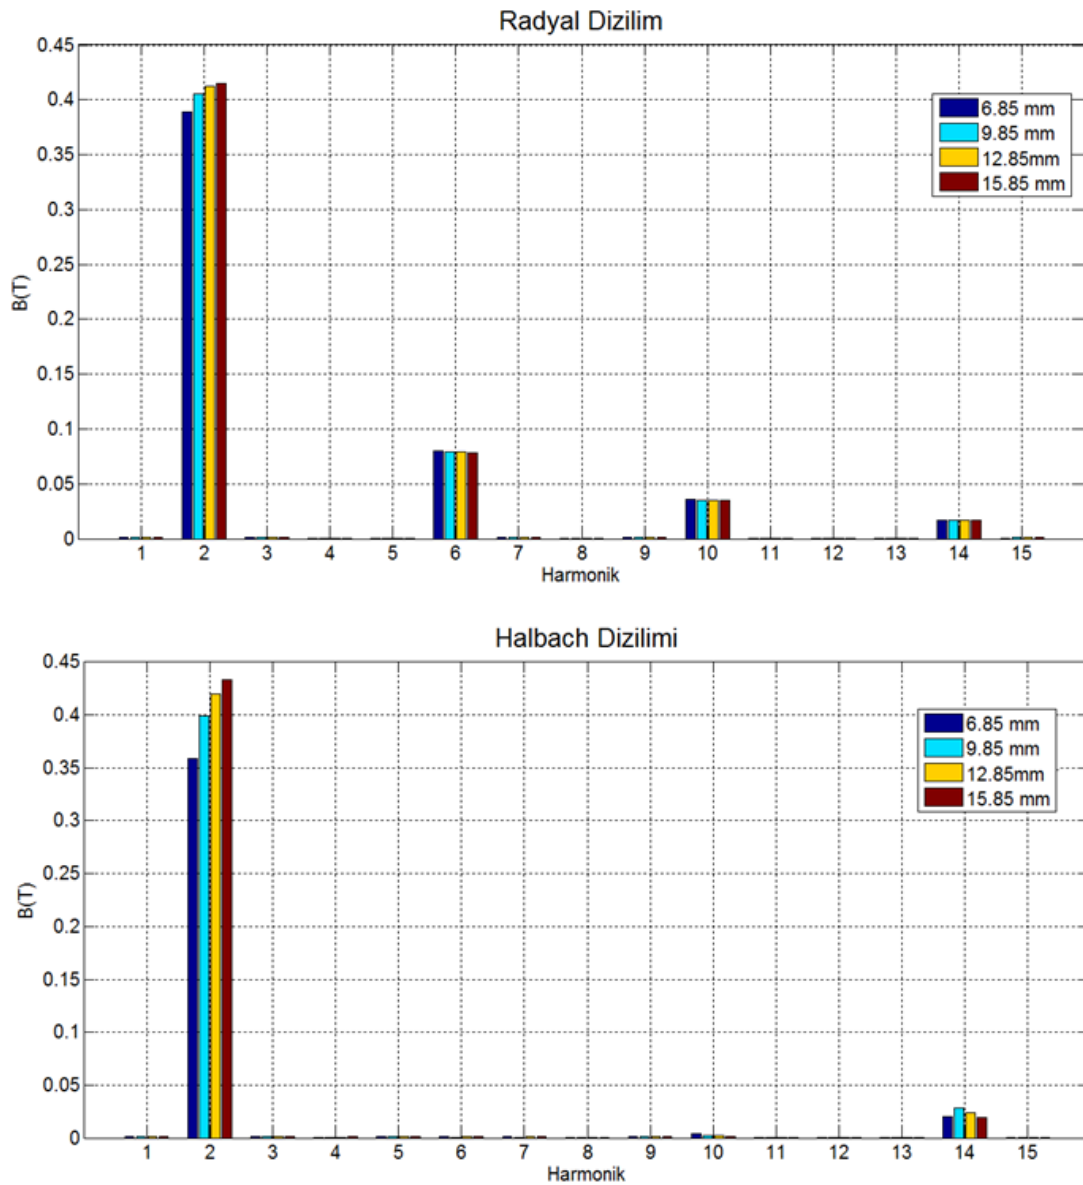 Radyal Dizilim
0.45
0.4
0.35
0.3
0.25
0.2
0.15
0.1
0.05
0
B(T)
6.85 mm
9.85 mm
12.85mm
15.85 mm
1 2 3 4 5 6 7 8 9 10 11 12 13 14 15
Harmonik
Halbach Dizilimi
0.45
0.4
0.35
0.3
0.25
0.2
0.15
0.1
0.05
0
B(T)
6.85 mm
9.85 mm
12.85mm
15.85 mm
1 2 3 4 5 6 7 8 9 10 11 12 13 14 15
Harmonik